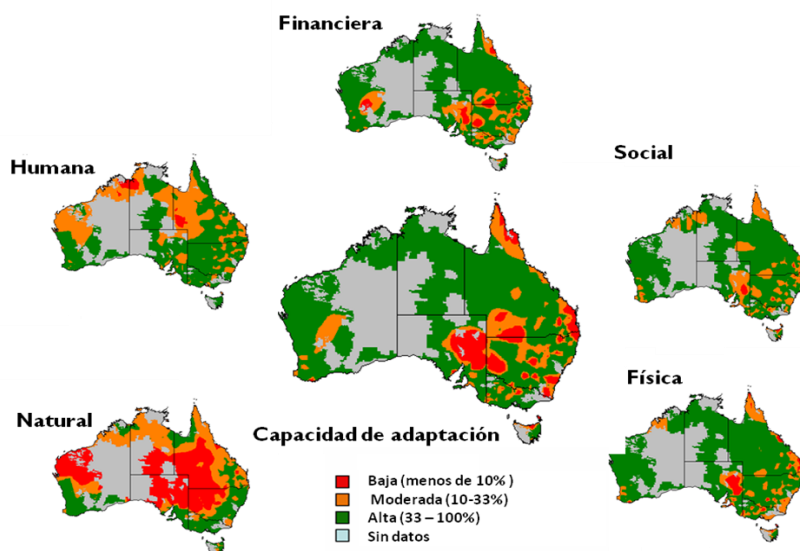 Financiera
Humana
Social
Natural
Física
Capacidad de adaptación
Baja (menos de 10% )
Moderada (10-33%)
Alta (33 – 100%)
Sin datos